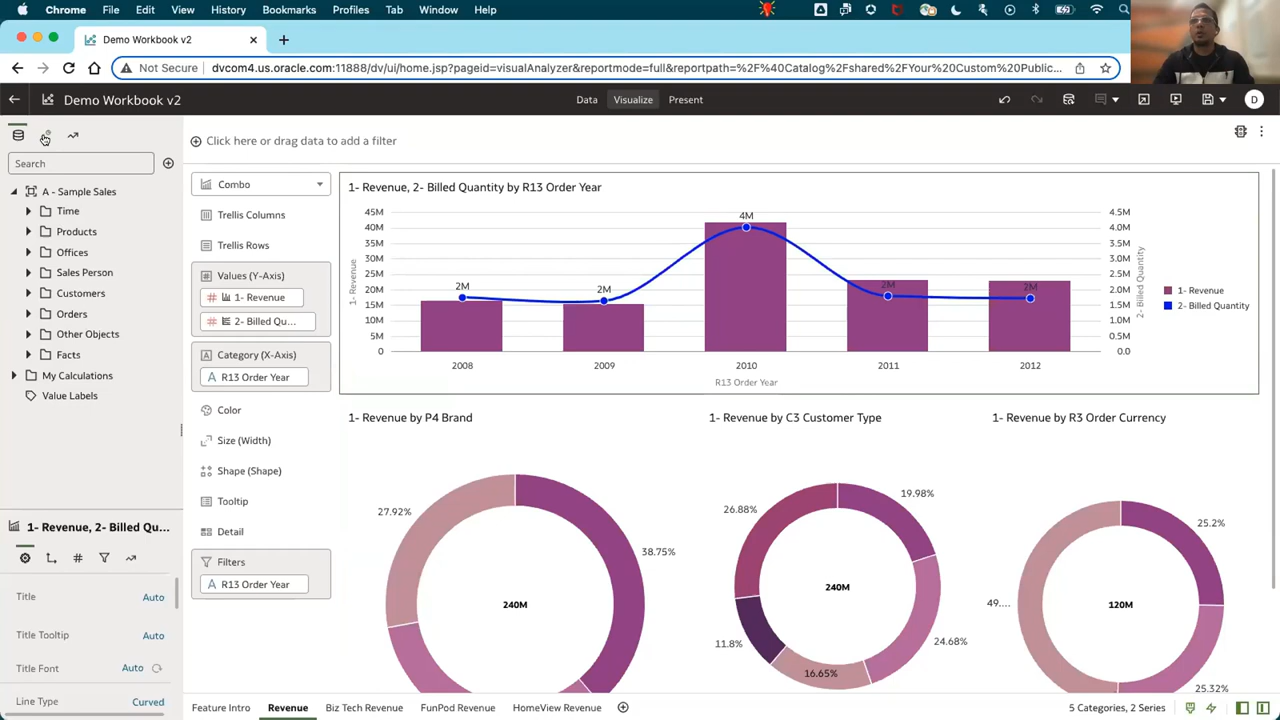 Chrome File Edit View History Bookmarks Profiles Tab Window Help
Demo Workbook v2
Not Secure dvcom4.us.oracle.com:11888/dv/ui/home.jsp?pageid=visualAnalyzer&reportmode=full&reportpath=%2F%40Catalog%2Fshared%2FYour%20Custom%20Public...
Demo Workbook v2
Data Visualize Present
D
Click here or drag data to add a filter
Search
A - Sample Sales
Time
Products
Offices
Sales Person
Customers
Orders
Other Objects
Facts
My Calculations
Value Labels
1- Revenue, 2- Billed Qu...
Title Auto
Title Tooltip Auto
Title Font Auto
Line Type Curved
Combo
Trellis Columns
Trellis Rows
Values (Y-Axis)
1- Revenue
2- Billed Qu...
Category (X-Axis)
R13 Order Year
Color
Size (Width)
Shape (Shape)
Tooltip
Detail
Filters
R13 Order Year
1- Revenue, 2- Billed Quantity by R13 Order Year
1- Revenue
45M
40M
35M
30M
25M
20M
15M
10M
5M
0
2M
2M
4M
2M
2M
4.5M
4.0M
3.5M
3.0M
2.5M
2.0M
1.5M
1.0M
0.5M
0.0
2- Billed Quantity
2008 2009 2010 2011 2012
R13 Order Year
1- Revenue
2- Billed Quantity
1- Revenue by P4 Brand
27.92%
38.75%
240M
1- Revenue by C3 Customer Type
26.88%
19.98%
240M
11.8%
24.68%
16.65%
1- Revenue by R3 Order Currency
25.2%
49....
120M
25.32%
Feature Intro Revenue Biz Tech Revenue FunPod Revenue HomeView Revenue
5 Categories, 2 Series